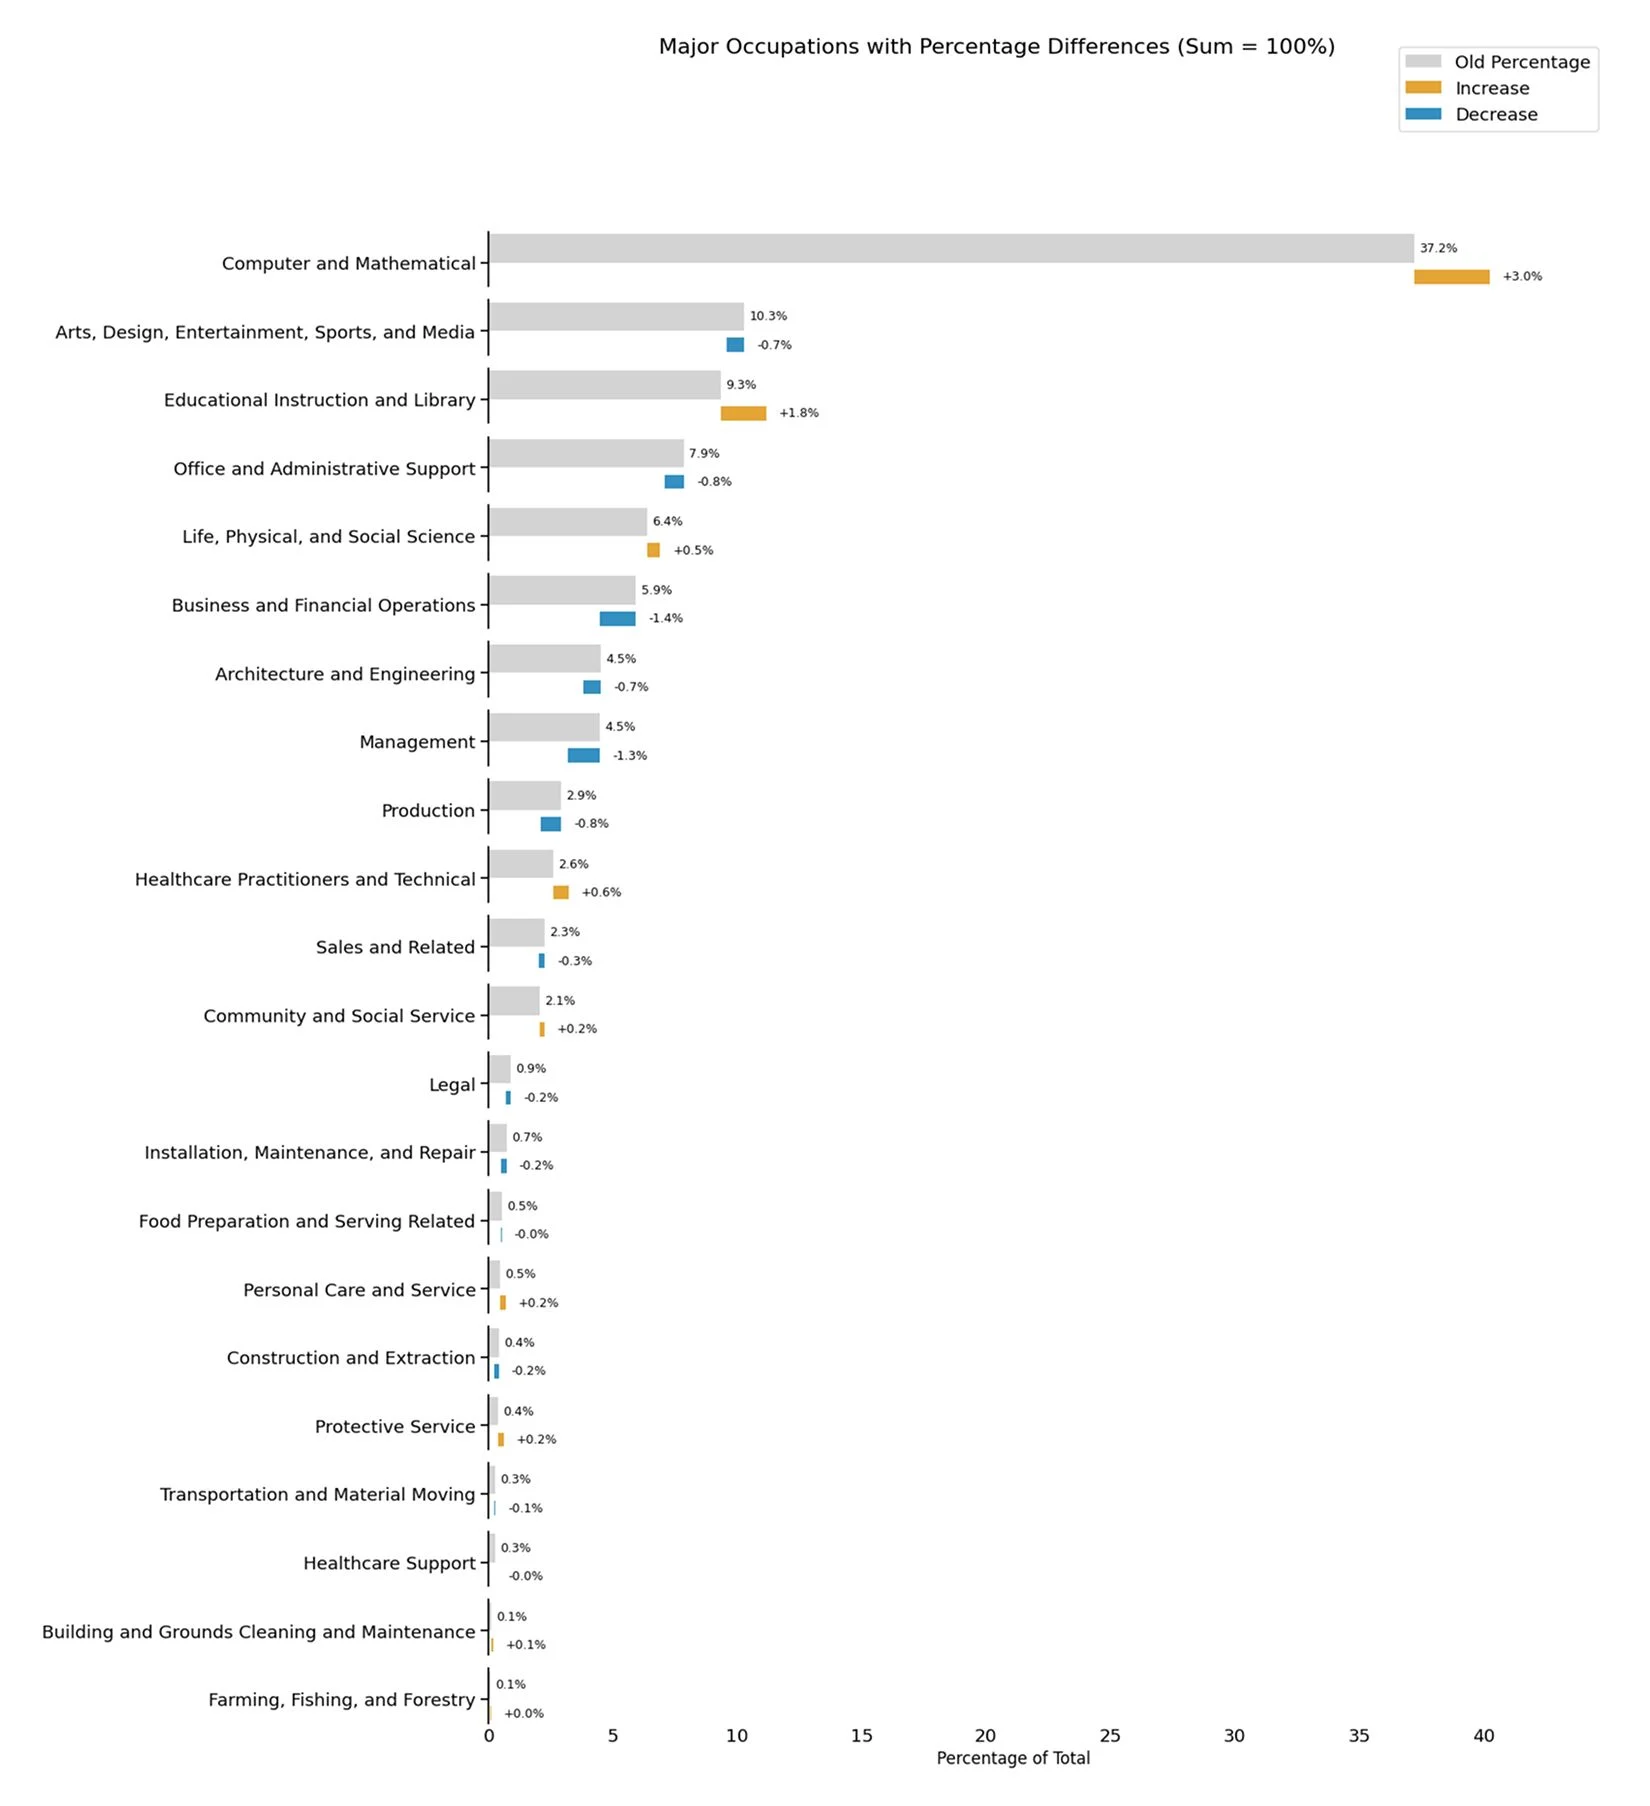 Major Occupations with Percentage Differences (Sum = 100%)
Old Percentage
Increase
Decrease
Computer and Mathematical
37.2%
+3.0%
Arts, Design, Entertainment, Sports, and Media
10.3%
-0.7%
Educational Instruction and Library
9.3%
+1.8%
Office and Administrative Support
7.9%
-0.8%
Life, Physical, and Social Science
6.4%
+0.5%
Business and Financial Operations
5.9%
-1.4%
Architecture and Engineering
4.5%
-0.7%
Management
4.5%
-1.3%
Production
2.9%
-0.8%
Healthcare Practitioners and Technical
2.6%
+0.6%
Sales and Related
2.3%
-0.3%
Community and Social Service
2.1%
+0.2%
Legal
0.9%
-0.2%
Installation, Maintenance, and Repair
0.7%
-0.2%
Food Preparation and Serving Related
0.5%
-0.0%
Personal Care and Service
0.5%
+0.2%
Construction and Extraction
0.4%
-0.2%
Protective Service
0.4%
+0.2%
Transportation and Material Moving
0.3%
-0.1%
Healthcare Support
0.3%
-0.0%
Building and Grounds Cleaning and Maintenance
0.1%
+0.1%
Farming, Fishing, and Forestry
0.1%
+0.0%
0 5 10 15 20 25 30 35 40
Percentage of Total